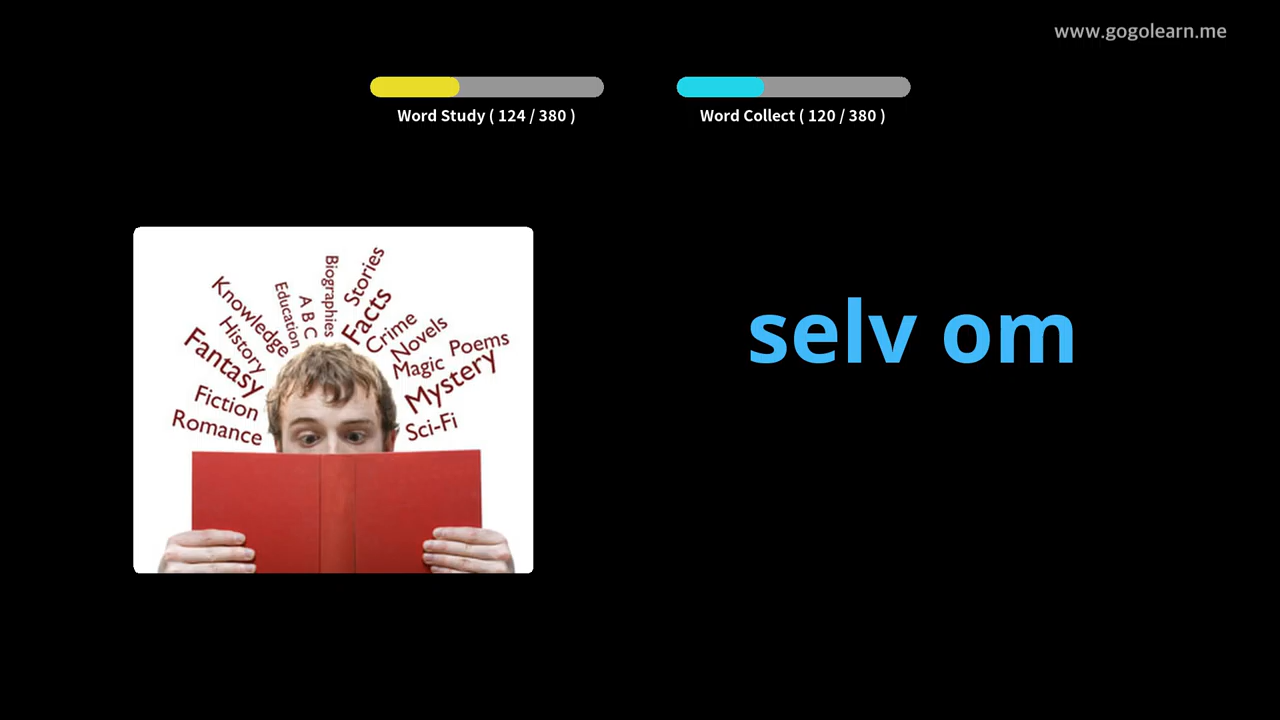 www.gogolearn.me
Word Study ( 124 / 380 )
Word Collect ( 120 / 380 )
Biographies
Stories
Education
A B C
Facts
Knowledge
Crime
History
Novels
Fantasy
Magic
Poems
Mystery
Fiction
Romance
Sci-Fi
selv om